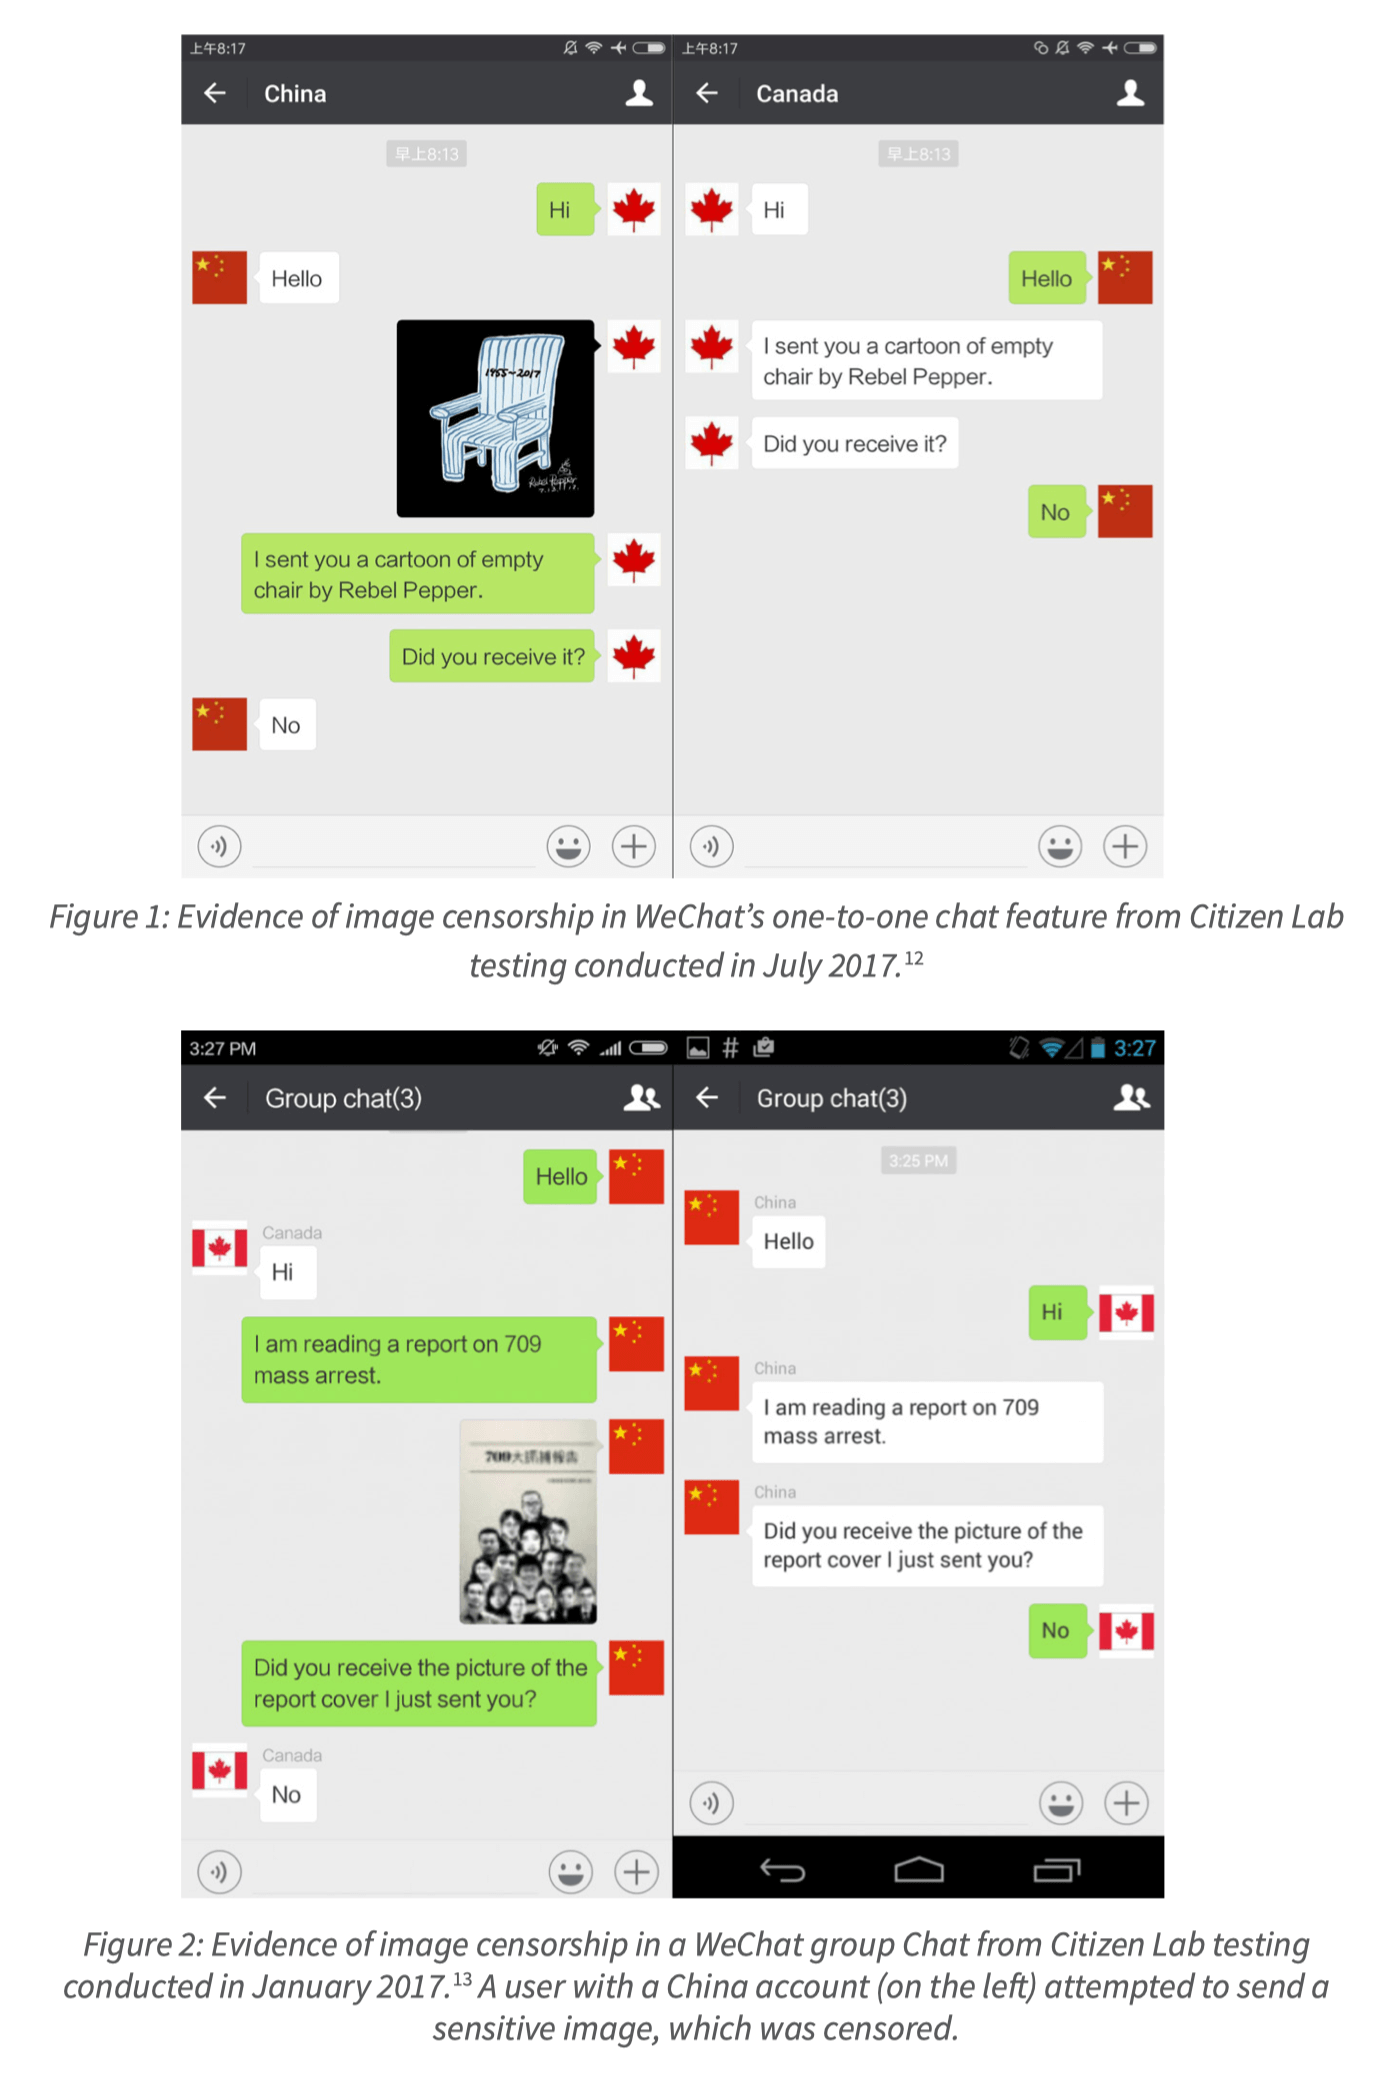 上午8:17
China
早上8:13
Hi
Hello
1955~2017
Rebel Pepper
I sent you a cartoon of empty
chair by Rebel Pepper.
Did you receive it?
No
上午8:17
Canada
早上8:13
Hi
Hello
I sent you a cartoon of empty
chair by Rebel Pepper.
Did you receive it?
No
Figure 1: Evidence of image censorship in WeChat’s one-to-one chat feature from Citizen Lab
testing conducted in July 2017.12
3:27 PM
Group chat(3)
Hello
Canada
Hi
I am reading a report on 709
mass arrest.
709大抓捕报告
Did you receive the picture of the
report cover I just sent you?
Canada
No
3:27
Group chat(3)
3:25 PM
China
Hello
Hi
China
I am reading a report on 709
mass arrest.
China
Did you receive the picture of the
report cover I just sent you?
No
Figure 2: Evidence of image censorship in a WeChat group Chat from Citizen Lab testing
conducted in January 2017.13 A user with a China account (on the left) attempted to send a
sensitive image, which was censored.